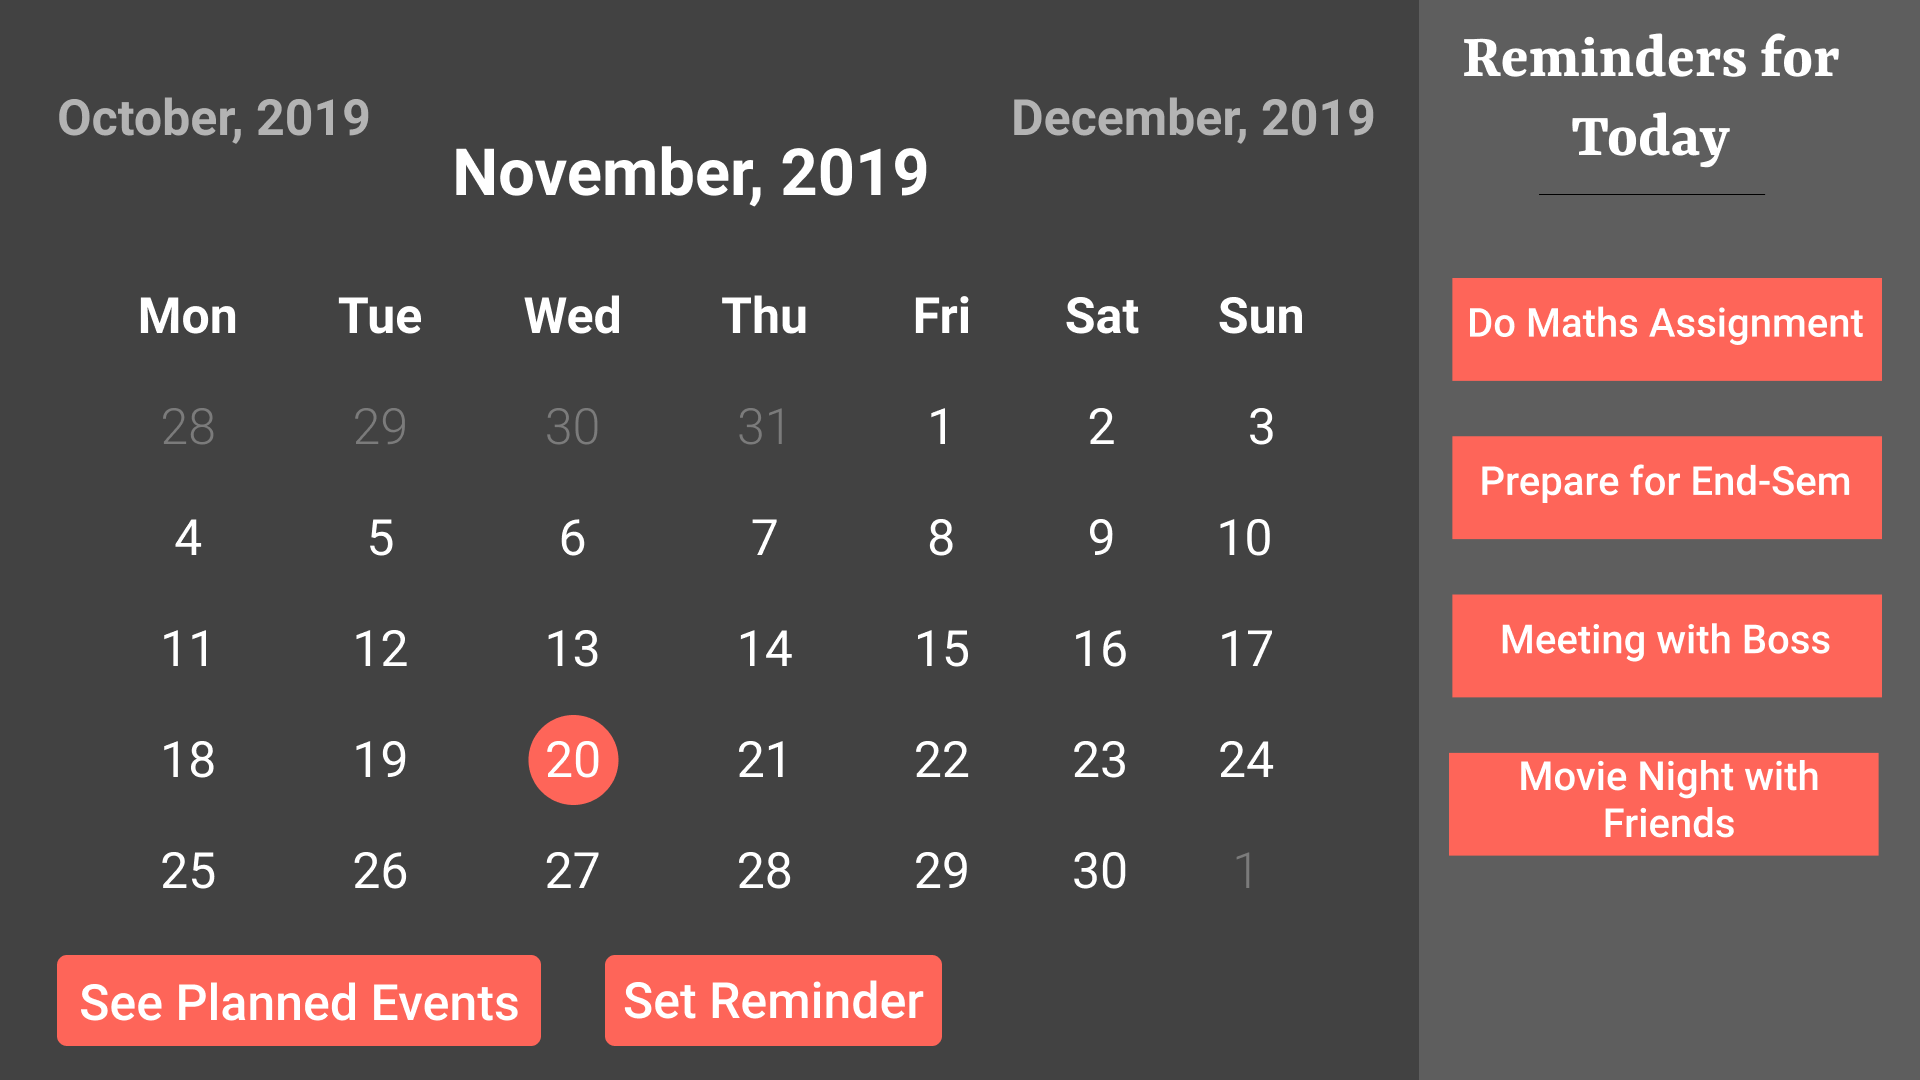 October, 2019
November, 2019
December, 2019
Mon Tue Wed Thu Fri Sat Sun
28 29 30 31 1 2 3
4 5 6 7 8 9 10
11 12 13 14 15 16 17
18 19 20 21 22 23 24
25 26 27 28 29 30 1
See Planned Events
Set Reminder
Reminders for
Today
Do Maths Assignment
Prepare for End-Sem
Meeting with Boss
Movie Night with
Friends